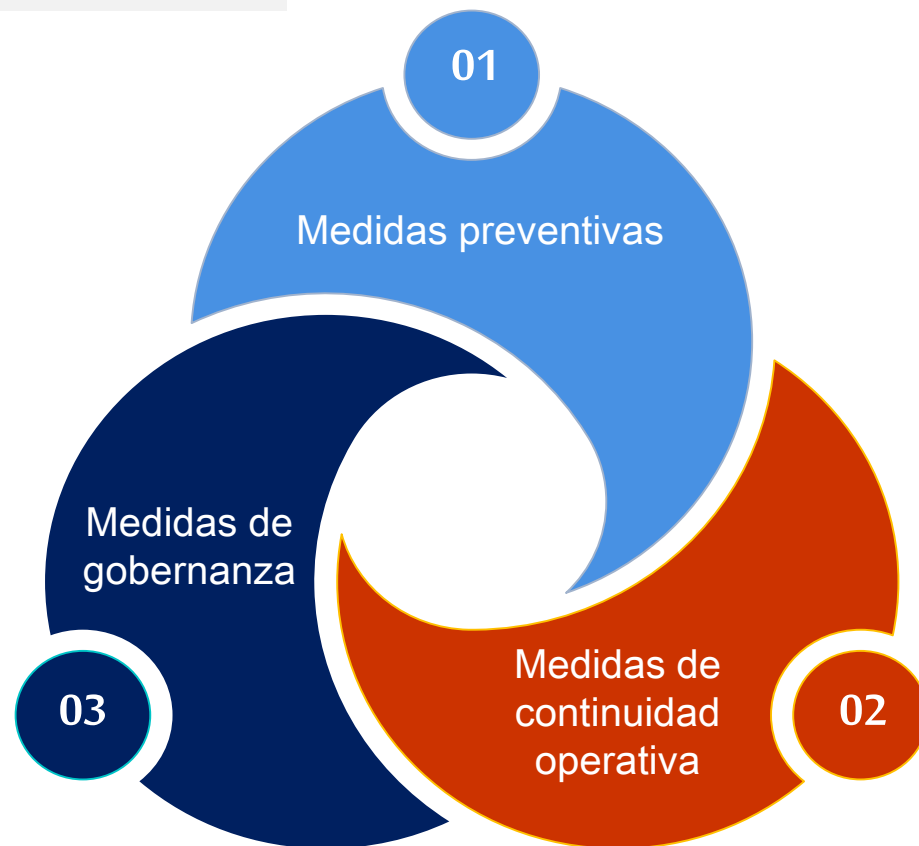 01
Medidas preventivas
Medidas de
gobernanza
Medidas de
continuidad
operativa
03
02